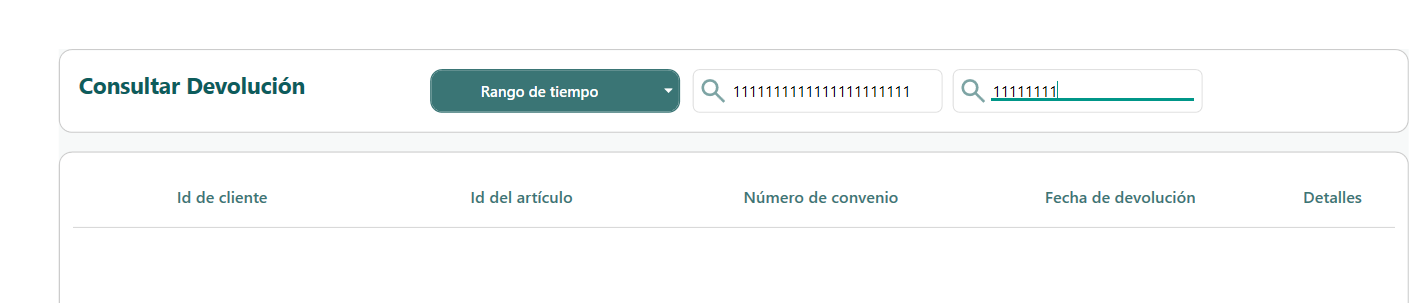 Consultar Devolución
Rango de tiempo
1111111111111111111111
11111111
Id de cliente
Id del artículo
Número de convenio
Fecha de devolución
Detalles